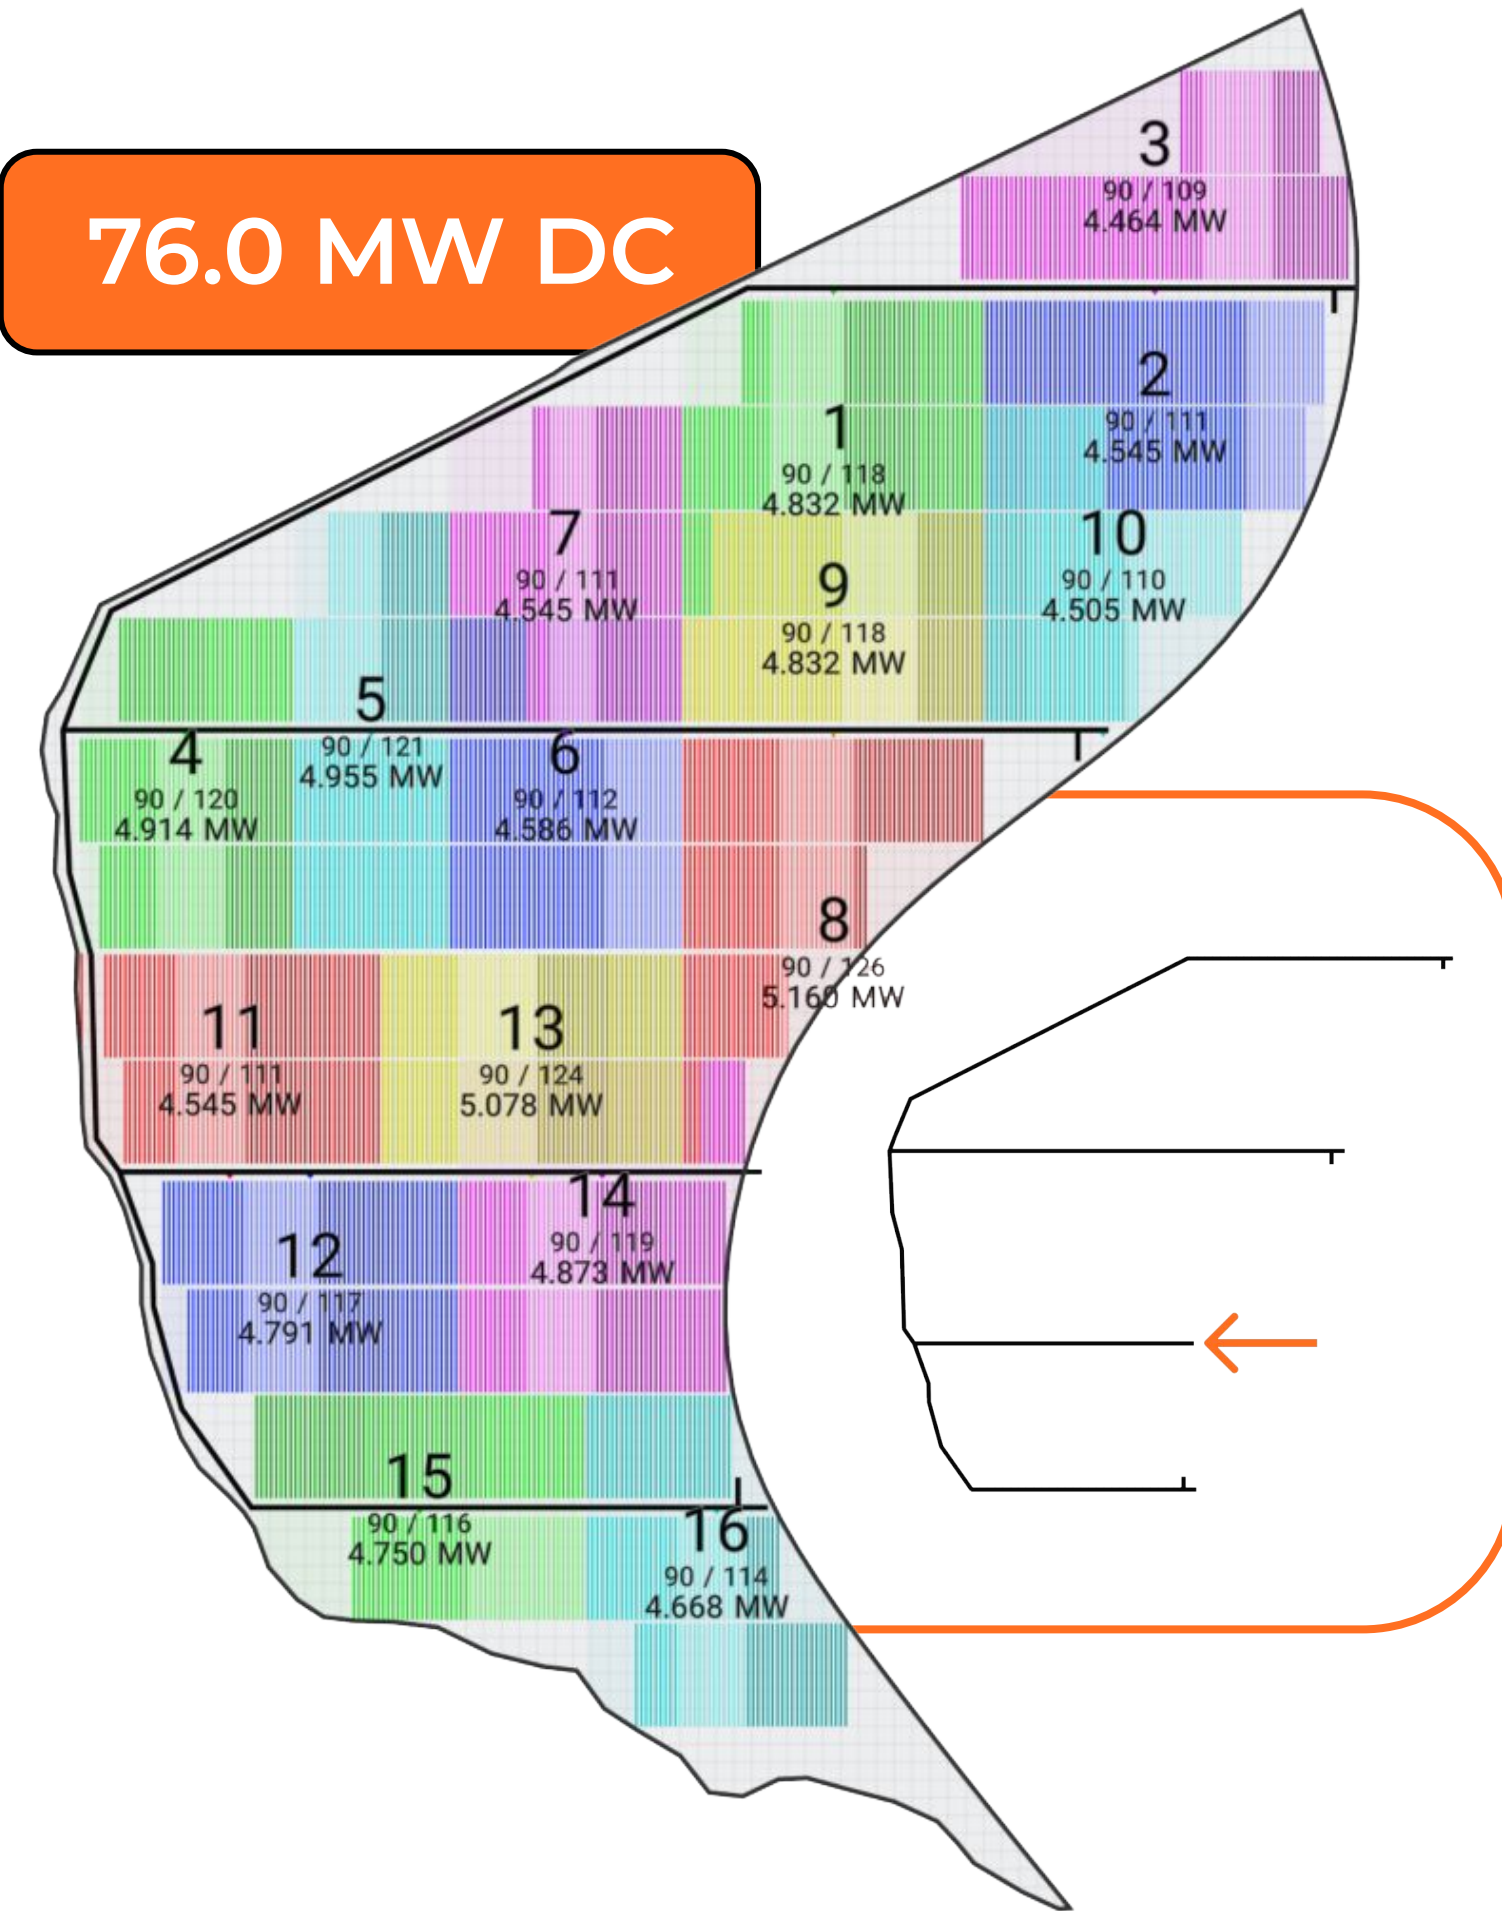 76.0 MW DC
3
90 / 109
4.464 MW
2
90 / 111
4.545 MW
1
90 / 118
4.832 MW
7
90 / 111
4.545 MW
10
90 / 110
4.505 MW
9
90 / 118
4.832 MW
5
90 / 121
4.955 MW
4
90 / 120
4.914 MW
6
90 / 112
4.586 MW
8
90 / 126
5.160 MW
11
90 / 111
4.545 MW
13
90 / 124
5.078 MW
14
90 / 119
4.873 MW
12
90 / 117
4.791 MW
15
90 / 116
4.750 MW
16
90 / 114
4.668 MW